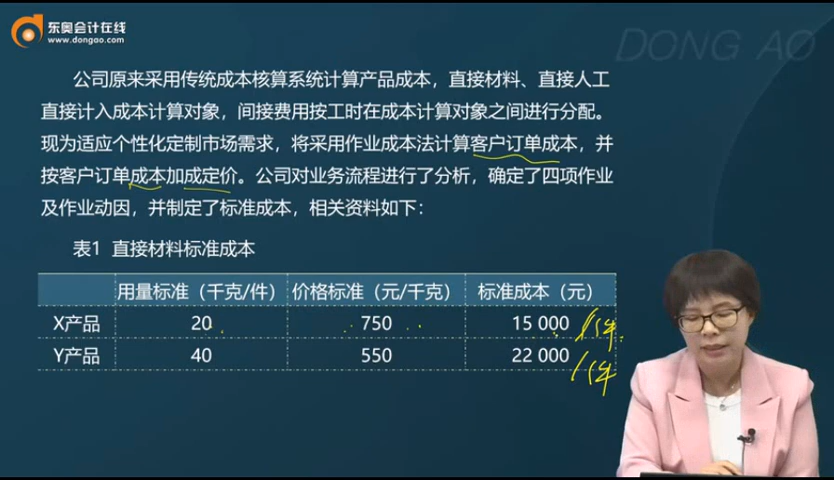 东奥会计在线
www.dongao.com
DONG AO
公司原来采用传统成本核算系统计算产品成本，直接材料、直接人工
直接计入成本计算对象，间接费用按工时在成本计算对象之间进行分配。
现为适应个性化定制市场需求，将采用作业成本法计算客户订单成本，并
按客户订单成本加成定价。公司对业务流程进行了分析，确定了四项作业
及作业动因，并制定了标准成本，相关资料如下：
表1 直接材料标准成本
用量标准（千克/件） 价格标准（元/千克） 标准成本（元）
X产品 20 750 15 000 /件
Y产品 40 550 22 000 /件